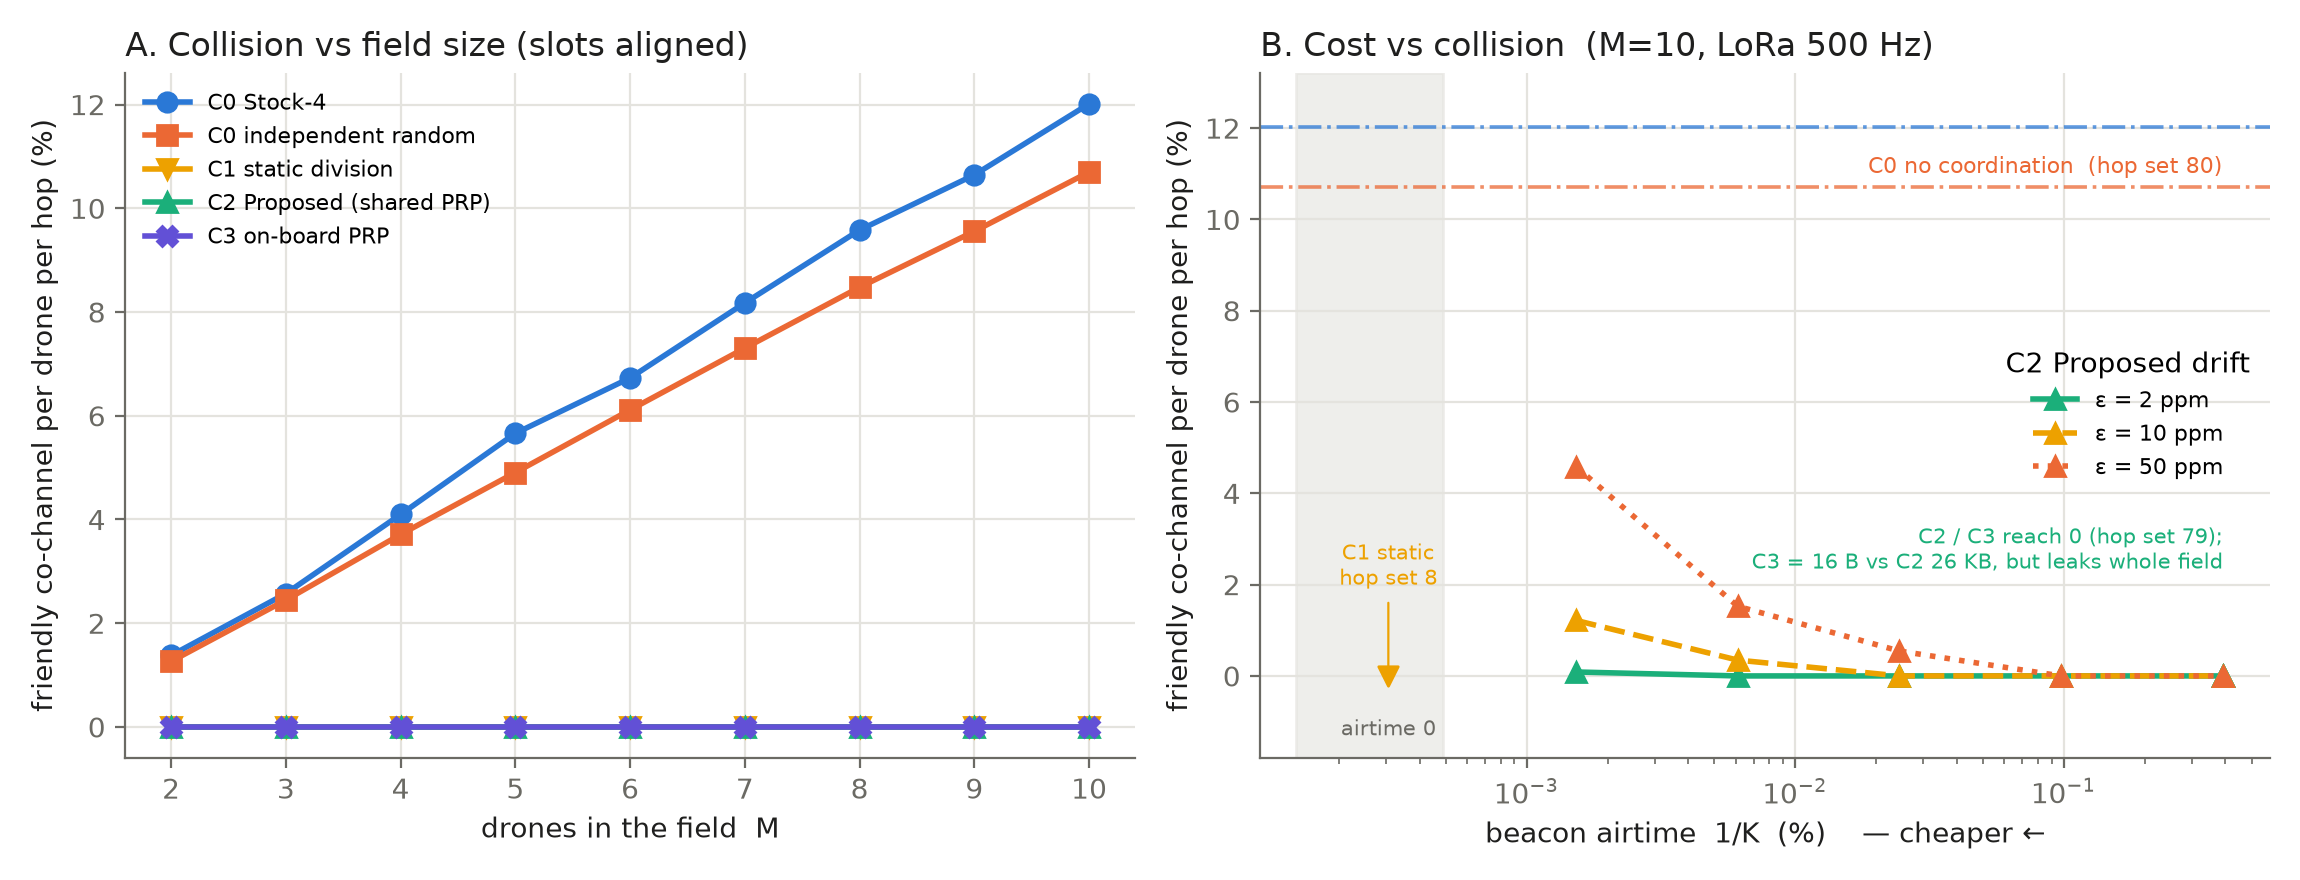 A. Collision vs field size (slots aligned)
friendly co-channel per drone per hop (%)
12
10
8
6
4
2
0
C0 Stock-4
C0 independent random
C1 static division
C2 Proposed (shared PRP)
C3 on-board PRP
2 3 4 5 6 7 8 9 10
drones in the field M
B. Cost vs collision (M=10, LoRa 500 Hz)
friendly co-channel per drone per hop (%)
12
10
8
6
4
2
0
C0 no coordination (hop set 80)
C2 Proposed drift
ε = 2 ppm
ε = 10 ppm
ε = 50 ppm
C2 / C3 reach 0 (hop set 79);
C3 = 16 B vs C2 26 KB, but leaks whole field
C1 static
hop set 8
airtime 0
10⁻³ 10⁻² 10⁻¹
beacon airtime 1/K (%) — cheaper ←